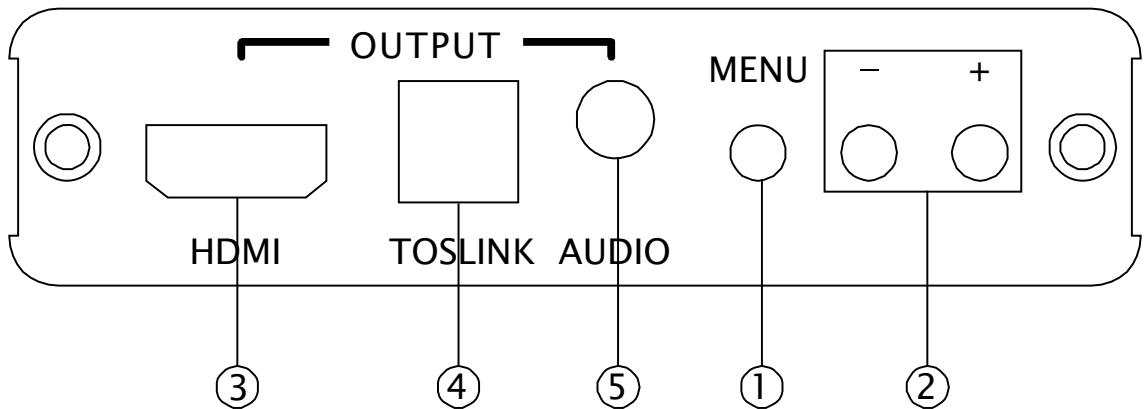 OUTPUT
MENU − +
HDMI TOSLINK AUDIO
③ ④ ⑤ ① ②